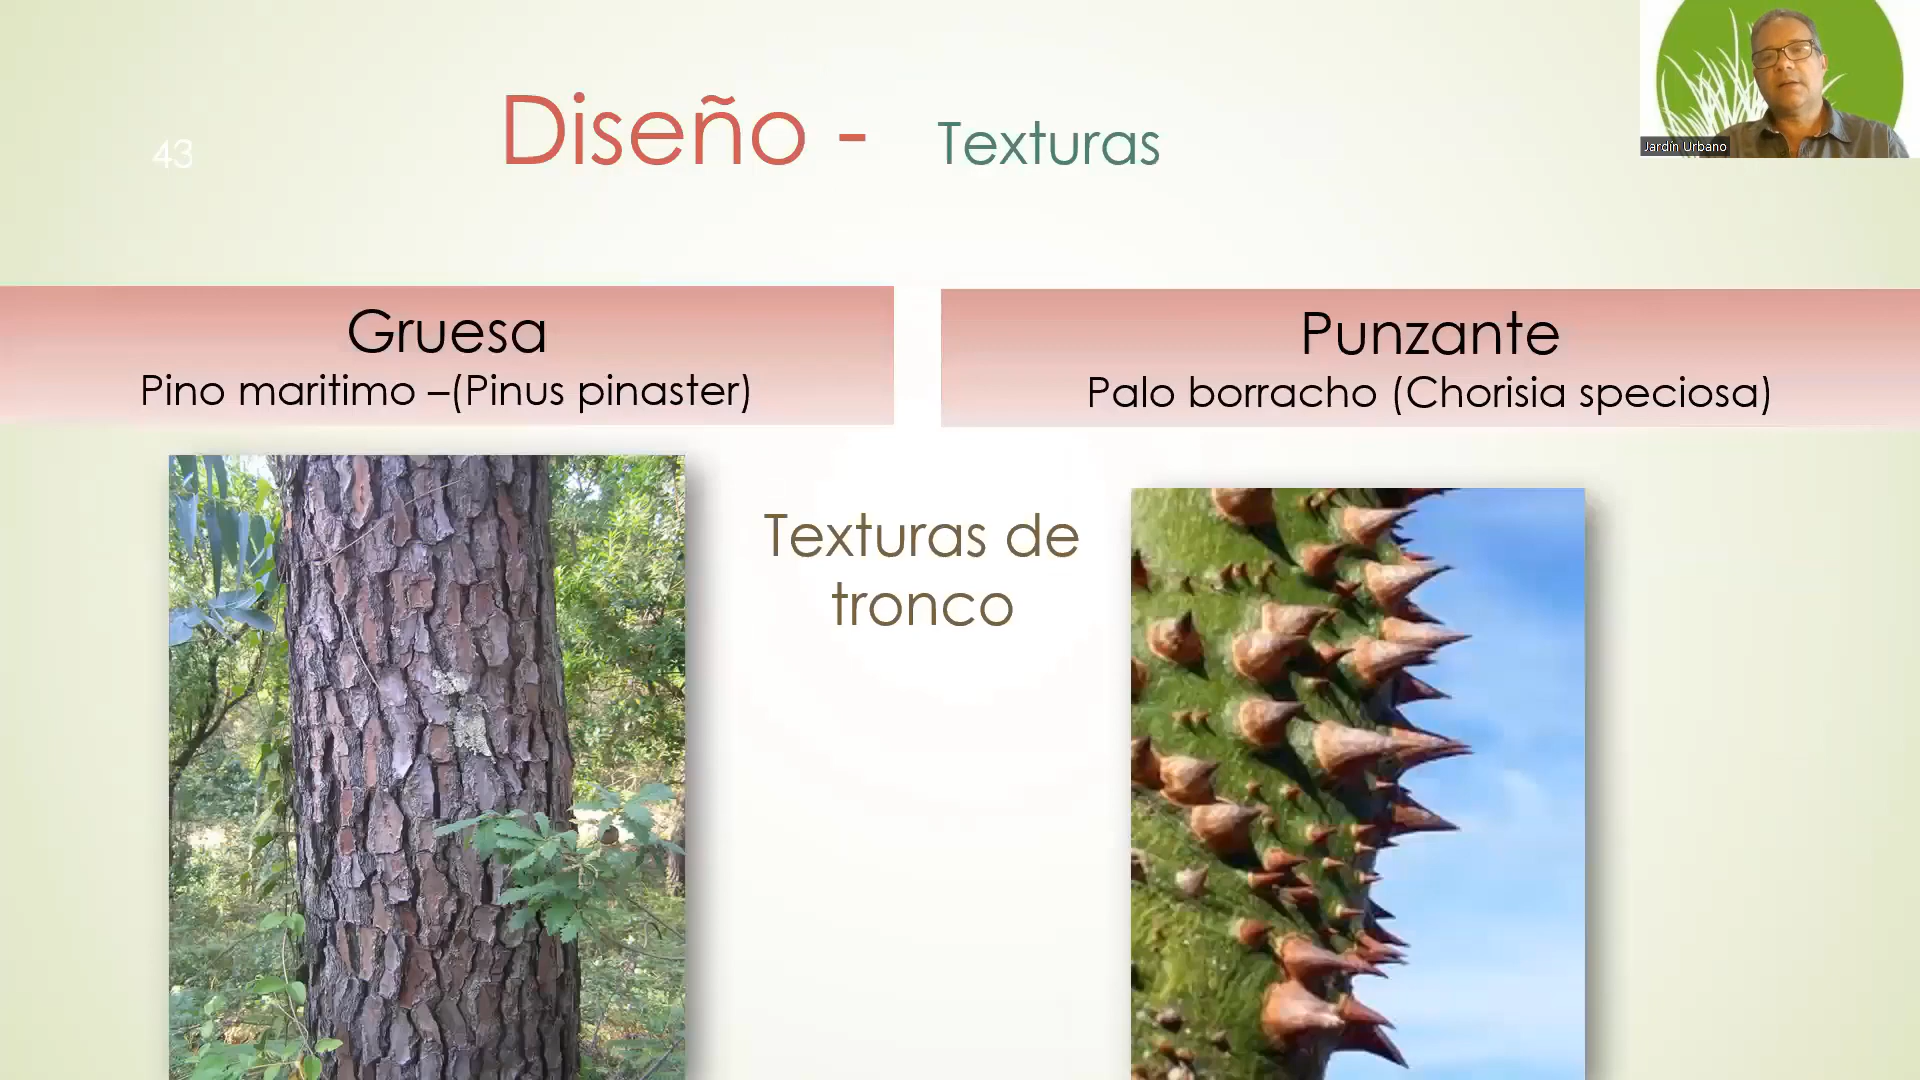 43
Diseño - Texturas
Jardín Urbano
Gruesa
Pino maritimo –(Pinus pinaster)
Punzante
Palo borracho (Chorisia speciosa)
Texturas de
tronco